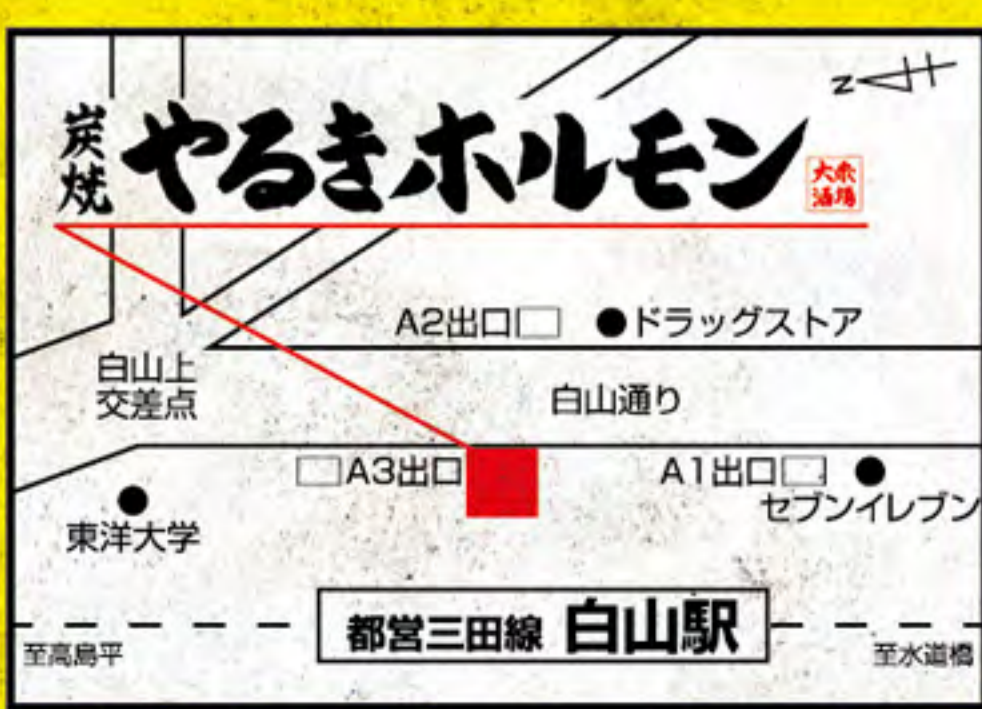 N
炭焼 やるきホルモン
大衆
酒場
A2出口 ドラッグストア
白山上
交差点
白山通り
A3出口
A1出口
セブンイレブン
東洋大学
都営三田線 白山駅
至高島平
至水道橋